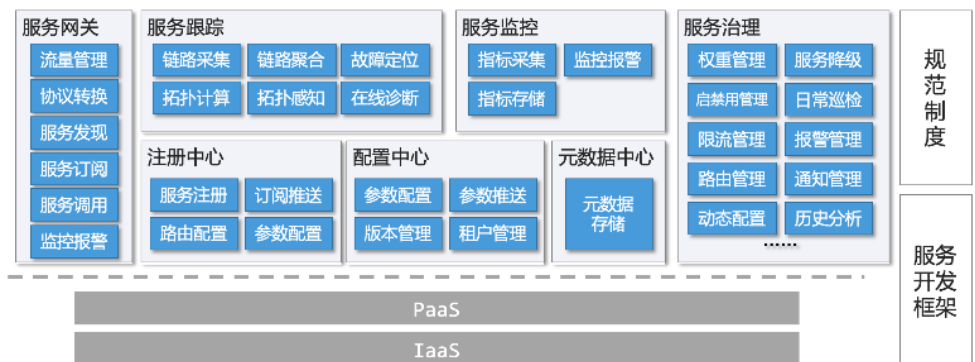 服务网关
流量管理
协议转换
服务发现
服务订阅
服务调用
监控报警
服务跟踪
链路采集 链路聚合 故障定位
拓扑计算 拓扑感知 在线诊断
服务监控
指标采集 监控报警
指标存储
注册中心
服务注册 订阅推送
路由配置 参数配置
配置中心
参数配置 参数推送
版本管理 租户管理
元数据中心
元数据
存储
服务治理
权重管理 服务降级
启禁用管理 日常巡检
限流管理 报警管理
路由管理 通知管理
动态配置 历史分析
……
规
范
制
度
服务
开发
框架
PaaS
IaaS